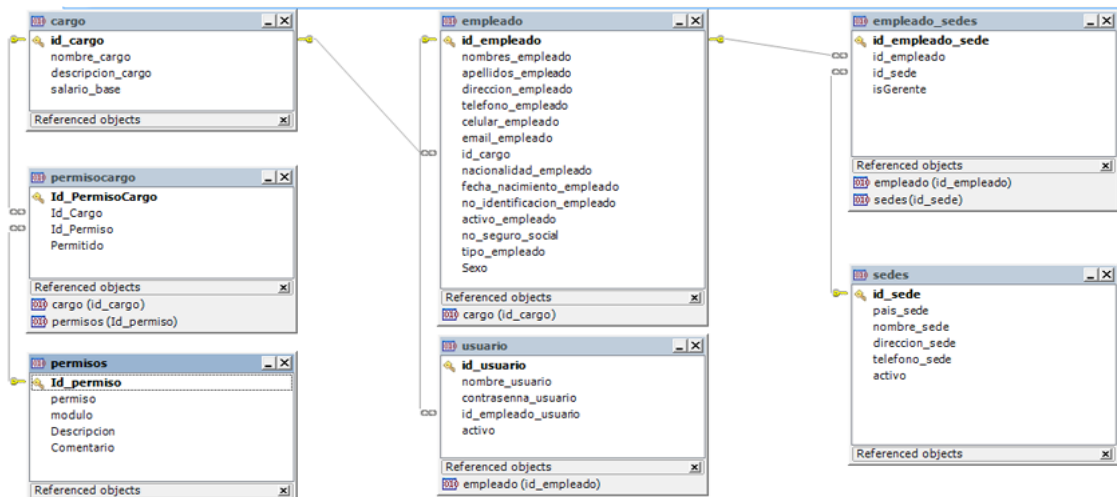 cargo
id_cargo
nombre_cargo
descripcion_cargo
salario_base
Referenced objects
permisocargo
Id_PermisoCargo
Id_Cargo
Id_Permiso
Permitido
Referenced objects
cargo (id_cargo)
permisos (Id_permiso)
permisos
Id_permiso
permiso
modulo
Descripcion
Comentario
Referenced objects
empleado
id_empleado
nombres_empleado
apellidos_empleado
direccion_empleado
telefono_empleado
celular_empleado
email_empleado
id_cargo
nacionalidad_empleado
fecha_nacimiento_empleado
no_identificacion_empleado
activo_empleado
no_seguro_social
tipo_empleado
Sexo
Referenced objects
cargo (id_cargo)
usuario
id_usuario
nombre_usuario
contrasenna_usuario
id_empleado_usuario
activo
Referenced objects
empleado (id_empleado)
empleado_sedes
id_empleado_sede
id_empleado
id_sede
isGerente
Referenced objects
empleado (id_empleado)
sedes (id_sede)
sedes
id_sede
pais_sede
nombre_sede
direccion_sede
telefono_sede
activo
Referenced objects